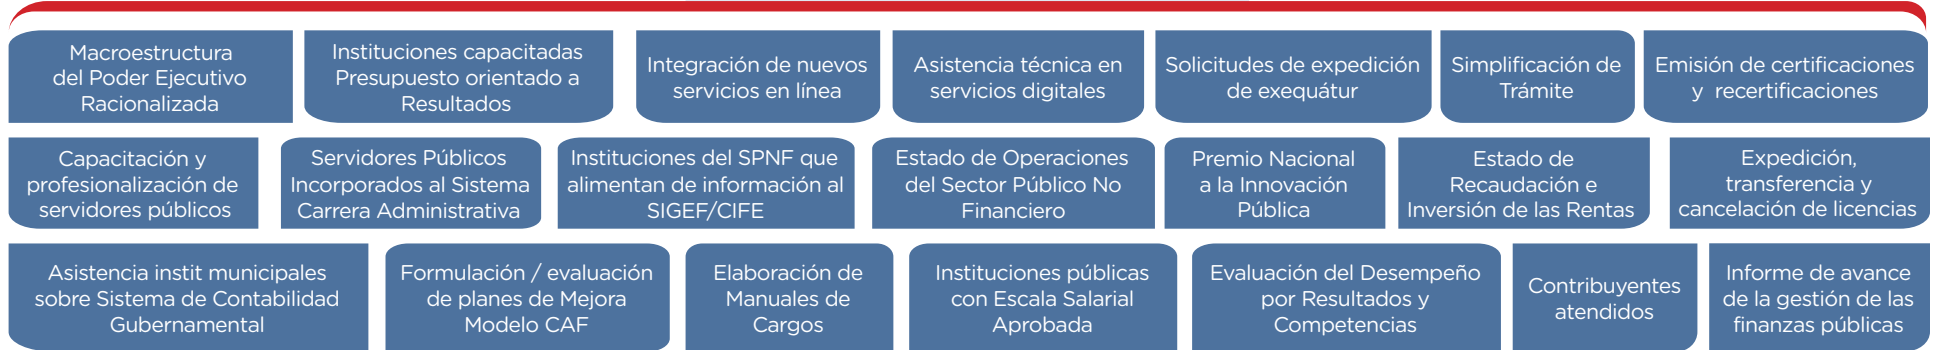 Macroestructura
del Poder Ejecutivo
Racionalizada
Instituciones capacitadas
Presupuesto orientado a
Resultados
Integración de nuevos
servicios en línea
Asistencia técnica en
servicios digitales
Solicitudes de expedición
de exequátur
Simplificación de
Trámite
Emisión de certificaciones
y recertificaciones
Capacitación y
profesionalización de
servidores públicos
Servidores Públicos
Incorporados al Sistema
Carrera Administrativa
Instituciones del SPNF que
alimentan de información al
SIGEF/CIFE
Estado de Operaciones
del Sector Público No
Financiero
Premio Nacional
a la Innovación
Pública
Estado de
Recaudación e
Inversión de las Rentas
Expedición,
transferencia y
cancelación de licencias
Asistencia instit municipales
sobre Sistema de Contabilidad
Gubernamental
Formulación / evaluación
de planes de Mejora
Modelo CAF
Elaboración de
Manuales de
Cargos
Instituciones públicas
con Escala Salarial
Aprobada
Evaluación del Desempeño
por Resultados y
Competencias
Contribuyentes
atendidos
Informe de avance
de la gestión de las
finanzas públicas